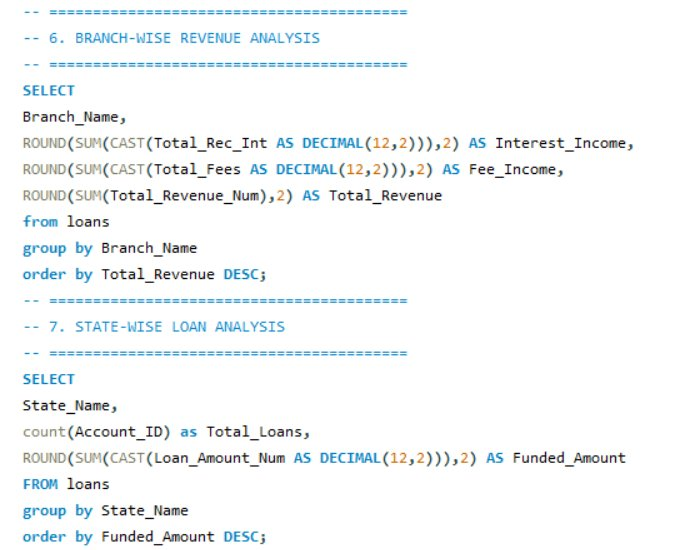 -- =========================================
-- 6. BRANCH-WISE REVENUE ANALYSIS
-- =========================================
SELECT
Branch_Name,
ROUND(SUM(CAST(Total_Rec_Int AS DECIMAL(12,2))),2) AS Interest_Income,
ROUND(SUM(CAST(Total_Fees AS DECIMAL(12,2))),2) AS Fee_Income,
ROUND(SUM(Total_Revenue_Num),2) AS Total_Revenue
from loans
group by Branch_Name
order by Total_Revenue DESC;
-- =========================================
-- 7. STATE-WISE LOAN ANALYSIS
-- =========================================
SELECT
State_Name,
count(Account_ID) as Total_Loans,
ROUND(SUM(CAST(Loan_Amount_Num AS DECIMAL(12,2))),2) AS Funded_Amount
FROM loans
group by State_Name
order by Funded_Amount DESC;